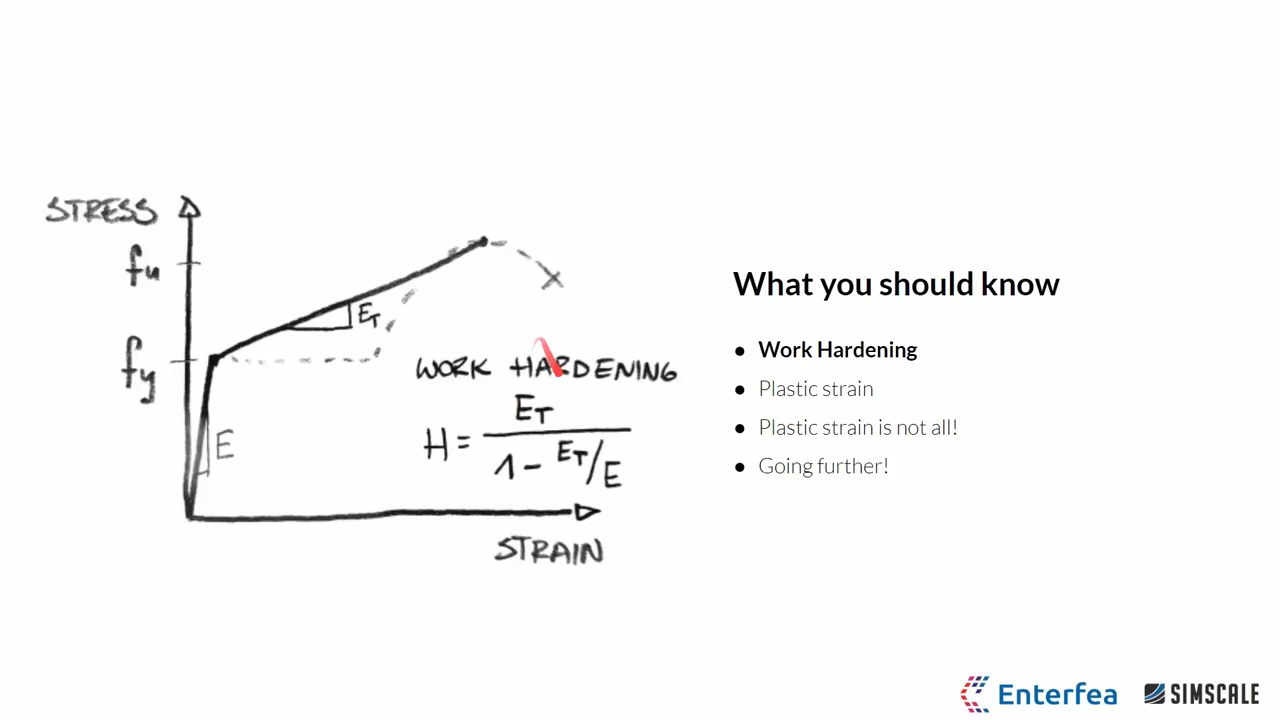 STRESS
fu
fy
E
ET
WORK HARDENING
H = ET / 1 - ET/E
STRAIN
What you should know
● Work Hardening
● Plastic strain
● Plastic strain is not all!
● Going further!
Enterfea
SIMSCALE